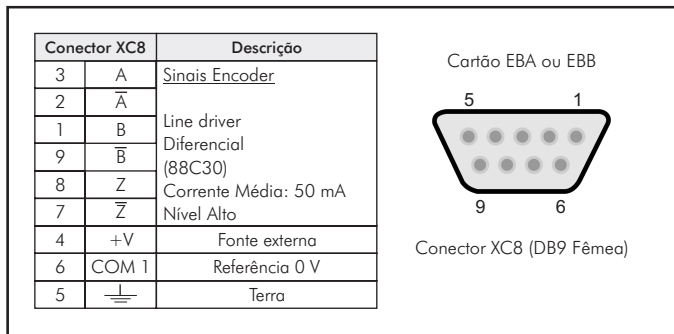 Conector XC8 Descrição
3 A Sinais Encoder
2 A̅
1 B Line driver
Diferencial
9 B̅ (88C30)
8 Z Corrente Média: 50 mA
7 Z̅ Nível Alto
4 +V Fonte externa
6 COM 1 Referência 0 V
5 Terra
Cartão EBA ou EBB
5 1
9 6
Conector XC8 (DB9 Fêmea)